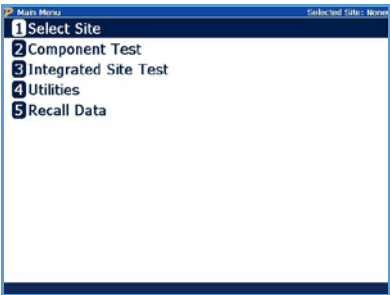 Main Menu Selected Site: None
1 Select Site
2 Component Test
3 Integrated Site Test
4 Utilities
5 Recall Data